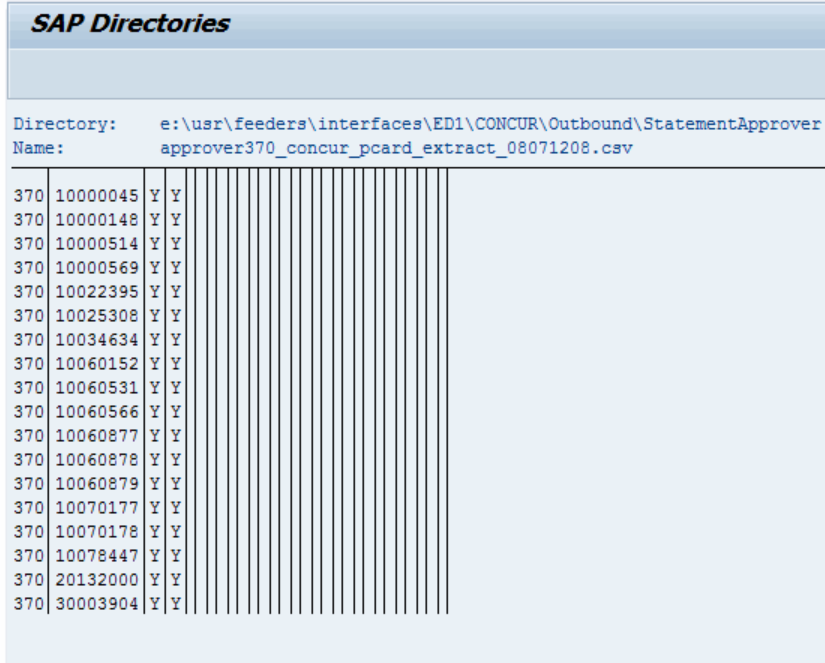 SAP Directories
Directory: e:\usr\feeders\interfaces\ED1\CONCUR\Outbound\StatementApprover
Name: approver370_concur_pcard_extract_08071208.csv
370|10000045|Y|Y||||||||||||||||||||
370|10000148|Y|Y||||||||||||||||||||
370|10000514|Y|Y||||||||||||||||||||
370|10000569|Y|Y||||||||||||||||||||
370|10022395|Y|Y||||||||||||||||||||
370|10025308|Y|Y||||||||||||||||||||
370|10034634|Y|Y||||||||||||||||||||
370|10060152|Y|Y||||||||||||||||||||
370|10060531|Y|Y||||||||||||||||||||
370|10060566|Y|Y||||||||||||||||||||
370|10060877|Y|Y||||||||||||||||||||
370|10060878|Y|Y||||||||||||||||||||
370|10060879|Y|Y||||||||||||||||||||
370|10070177|Y|Y||||||||||||||||||||
370|10070178|Y|Y||||||||||||||||||||
370|10078447|Y|Y||||||||||||||||||||
370|20132000|Y|Y||||||||||||||||||||
370|30003904|Y|Y||||||||||||||||||||